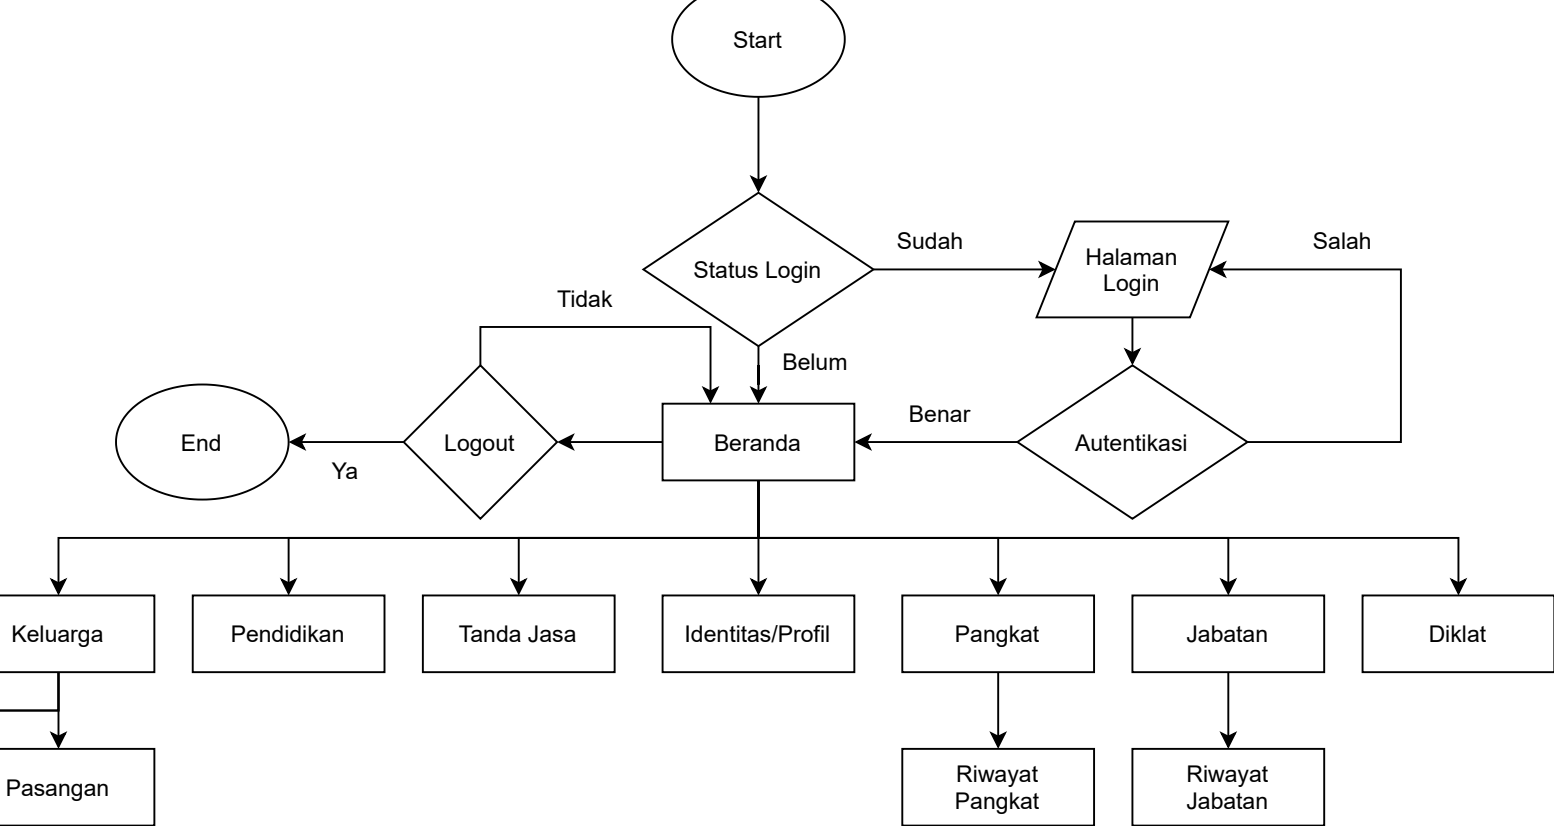 Start
Sudah
Salah
Halaman
Login
Status Login
Tidak
Belum
Benar
End
Logout
Beranda
Autentikasi
Ya
Keluarga
Pendidikan
Tanda Jasa
Identitas/Profil
Pangkat
Jabatan
Diklat
Pasangan
Riwayat
Pangkat
Riwayat
Jabatan